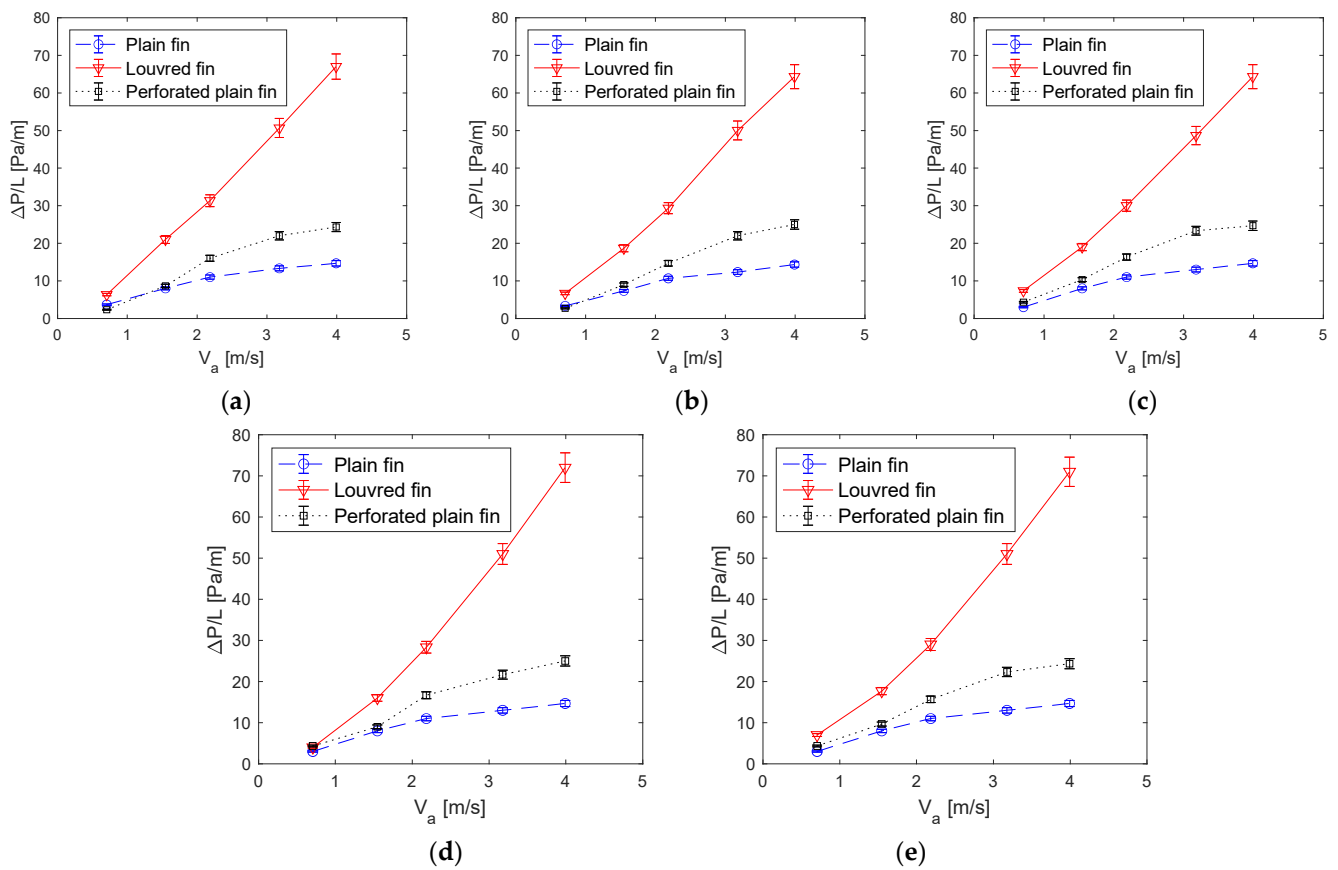 80
70
60
50
40
30
20
10
0
ΔP/L [Pa/m]
Plain fin
Louvred fin
Perforated plain fin
0 1 2 3 4 5
V_a [m/s]
(a)
80
70
60
50
40
30
20
10
0
ΔP/L [Pa/m]
Plain fin
Louvred fin
Perforated plain fin
0 1 2 3 4 5
V_a [m/s]
(b)
80
70
60
50
40
30
20
10
0
ΔP/L [Pa/m]
Plain fin
Louvred fin
Perforated plain fin
0 1 2 3 4 5
V_a [m/s]
(c)
80
70
60
50
40
30
20
10
0
ΔP/L [Pa/m]
Plain fin
Louvred fin
Perforated plain fin
0 1 2 3 4 5
V_a [m/s]
(d)
80
70
60
50
40
30
20
10
0
ΔP/L [Pa/m]
Plain fin
Louvred fin
Perforated plain fin
0 1 2 3 4 5
V_a [m/s]
(e)